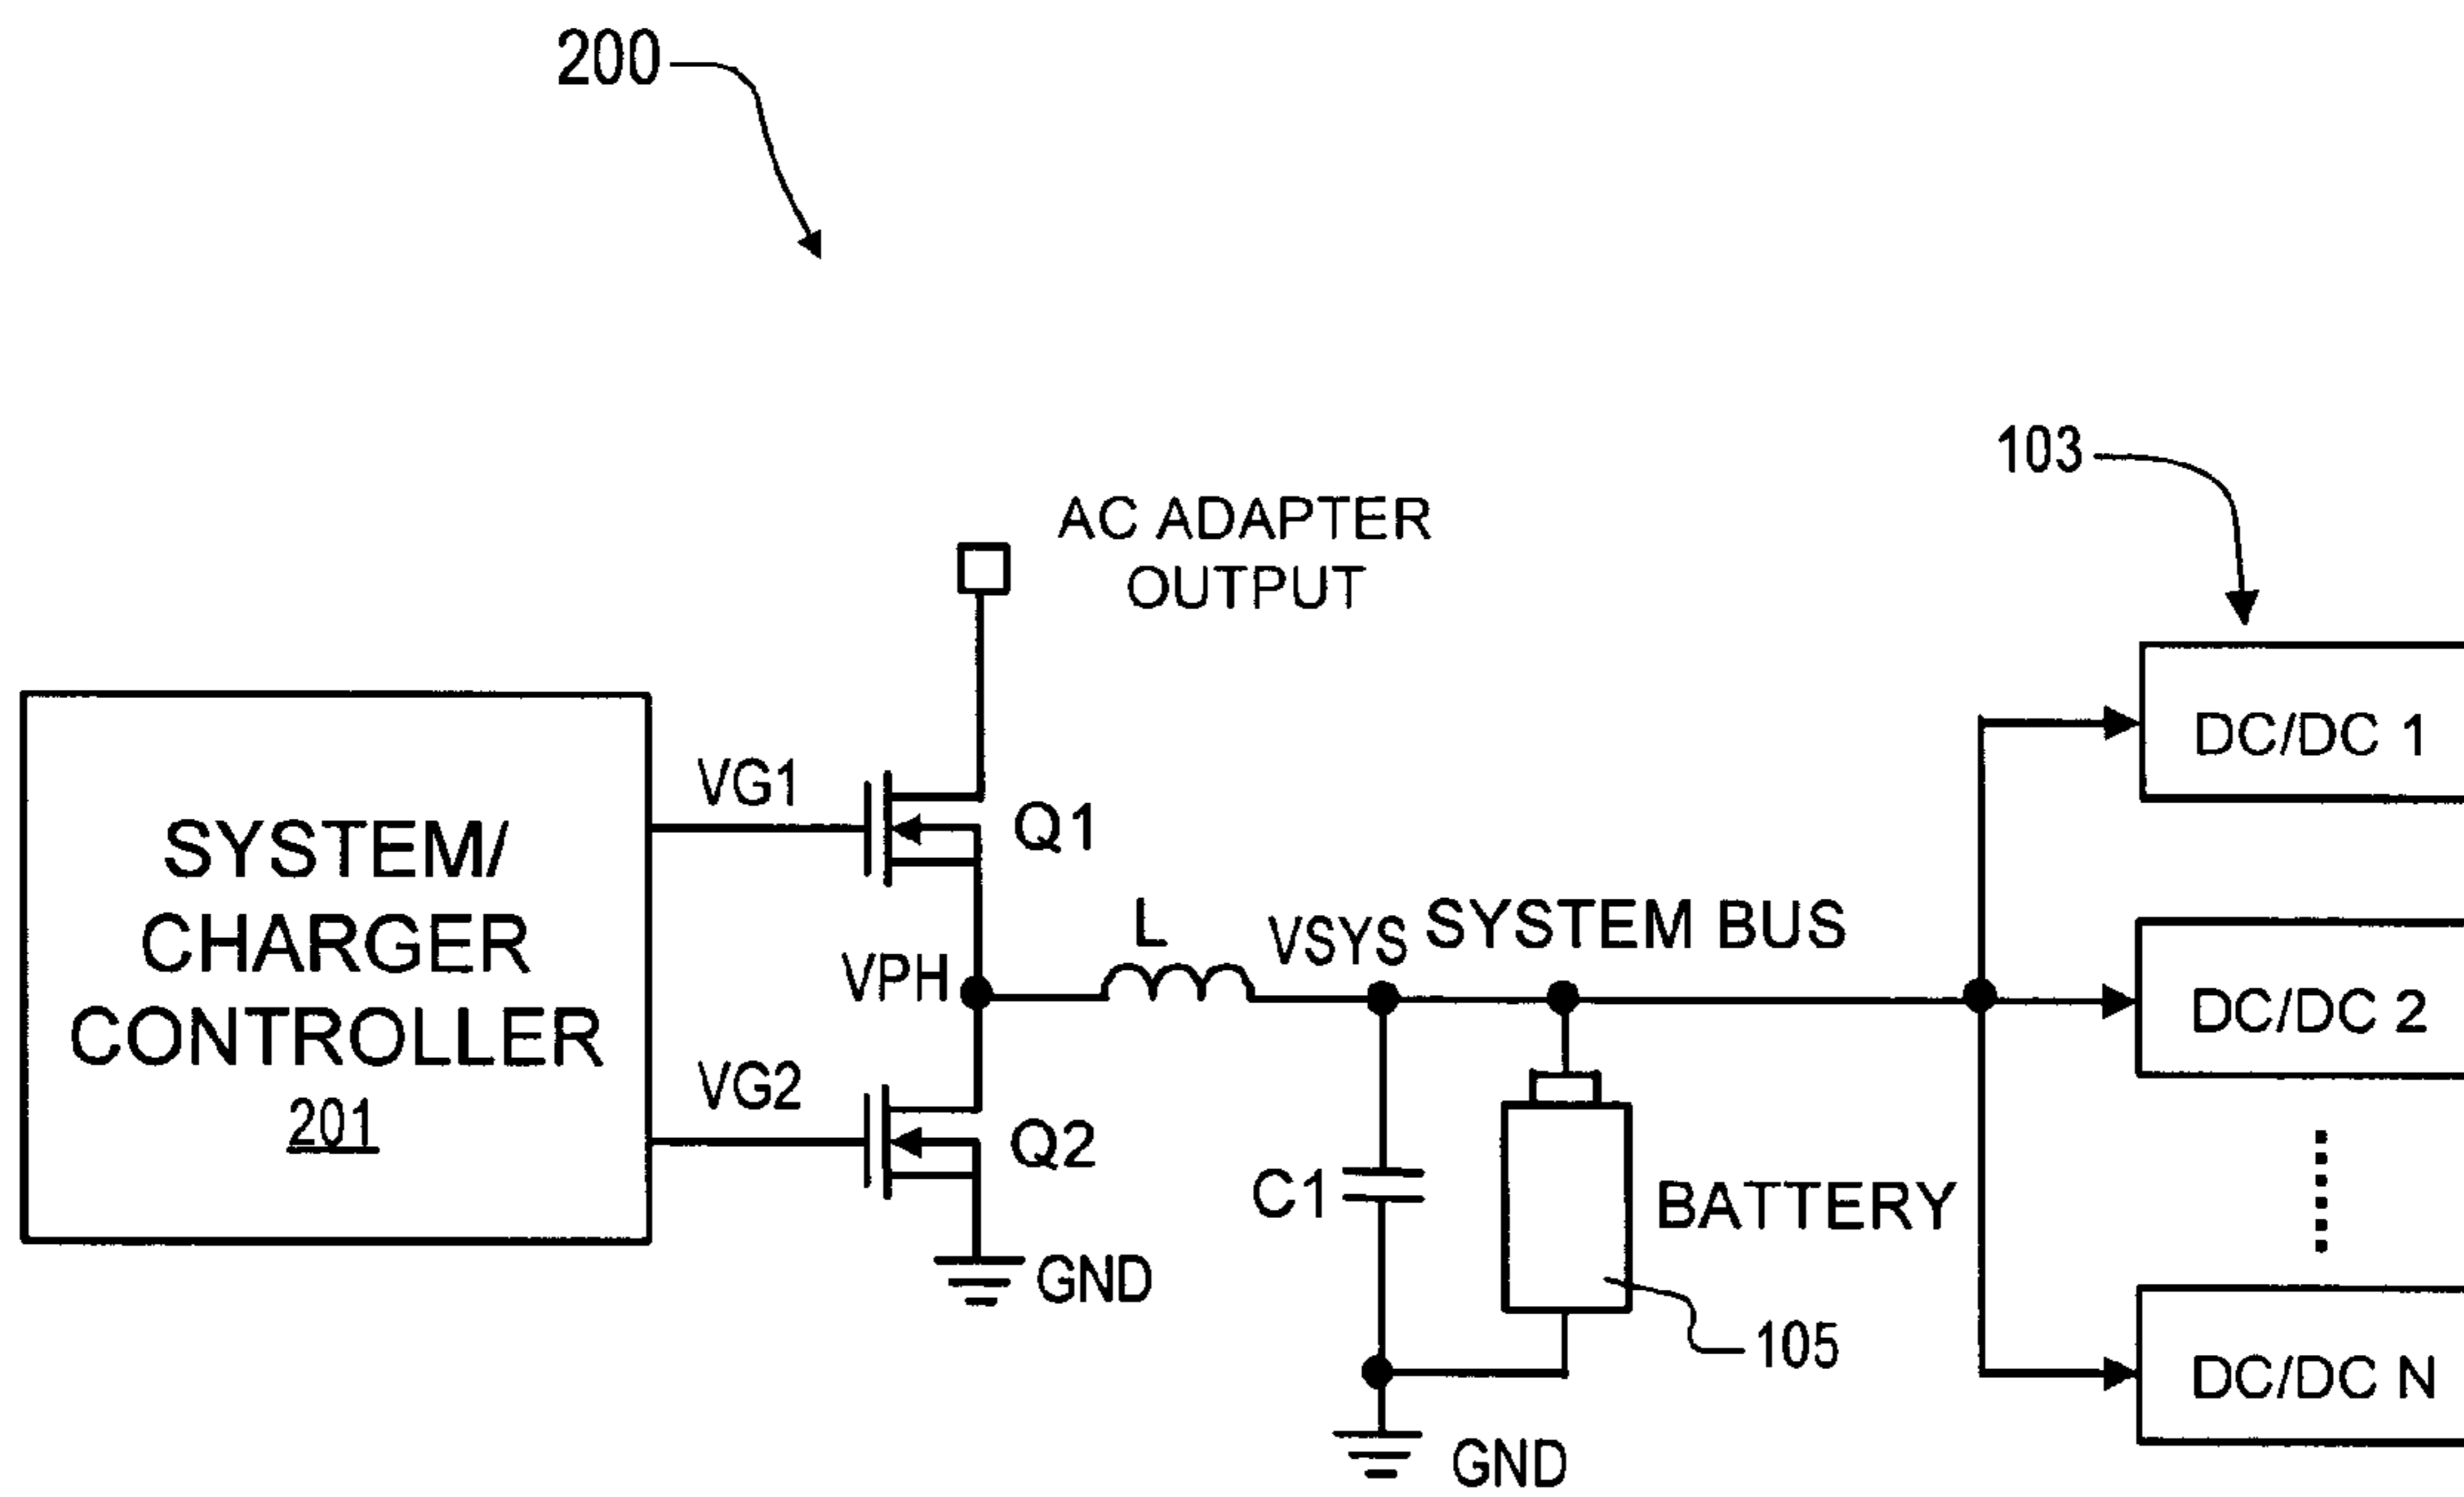 200
103
AC ADAPTER
OUTPUT
DC/DC 1
VG1
Q1
SYSTEM/
CHARGER
CONTROLLER
201
L
VSYS
SYSTEM BUS
VPH
DC/DC 2
VG2
Q2
C1
BATTERY
GND
105
DC/DC N
GND